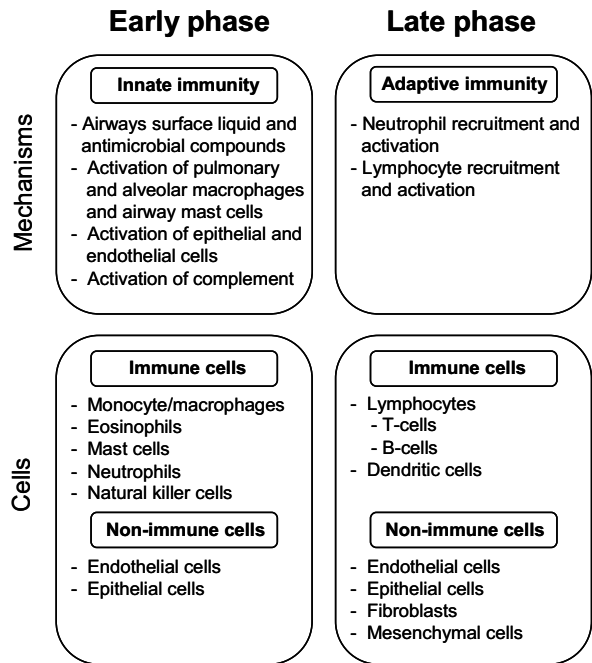 Early phase
Late phase
Mechanisms
Innate immunity
- Airways surface liquid and
antimicrobial compounds
- Activation of pulmonary
and alveolar macrophages
and airway mast cells
- Activation of epithelial and
endothelial cells
- Activation of complement
Adaptive immunity
- Neutrophil recruitment and
activation
- Lymphocyte recruitment
and activation
Cells
Immune cells
- Monocyte/macrophages
- Eosinophils
- Mast cells
- Neutrophils
- Natural killer cells
Non-immune cells
- Endothelial cells
- Epithelial cells
Immune cells
- Lymphocytes
- T-cells
- B-cells
- Dendritic cells
Non-immune cells
- Endothelial cells
- Epithelial cells
- Fibroblasts
- Mesenchymal cells